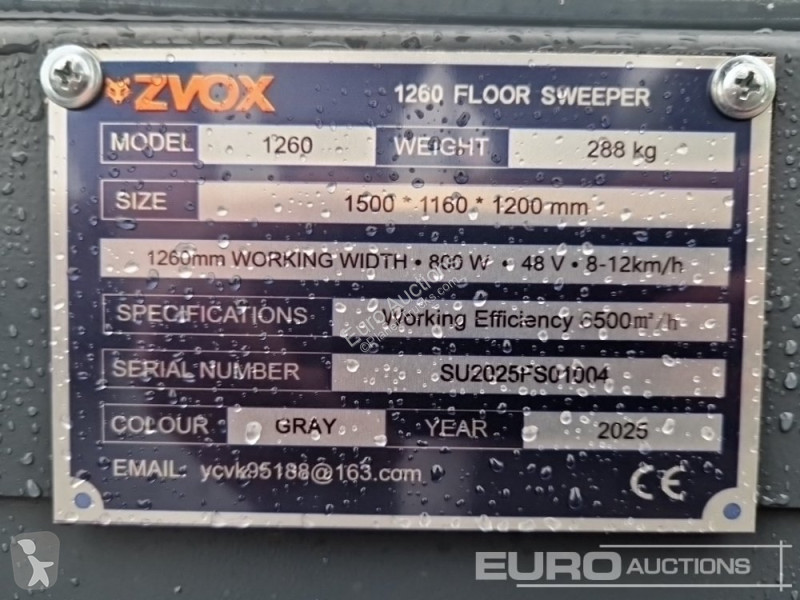 ZVOX 1260 FLOOR SWEEPER
MODEL 1260 WEIGHT 288 kg
SIZE 1500 * 1160 * 1200 mm
1260mm WORKING WIDTH • 800 W • 48 V • 8-12km/h
SPECIFICATIONS Working Efficiency 6500m²/h
SERIAL NUMBER SU2025FS01004
COLOUR GRAY YEAR 2025
EMAIL: ycvk95188@163.com CE
Euro Auctions
EURO AUCTIONS